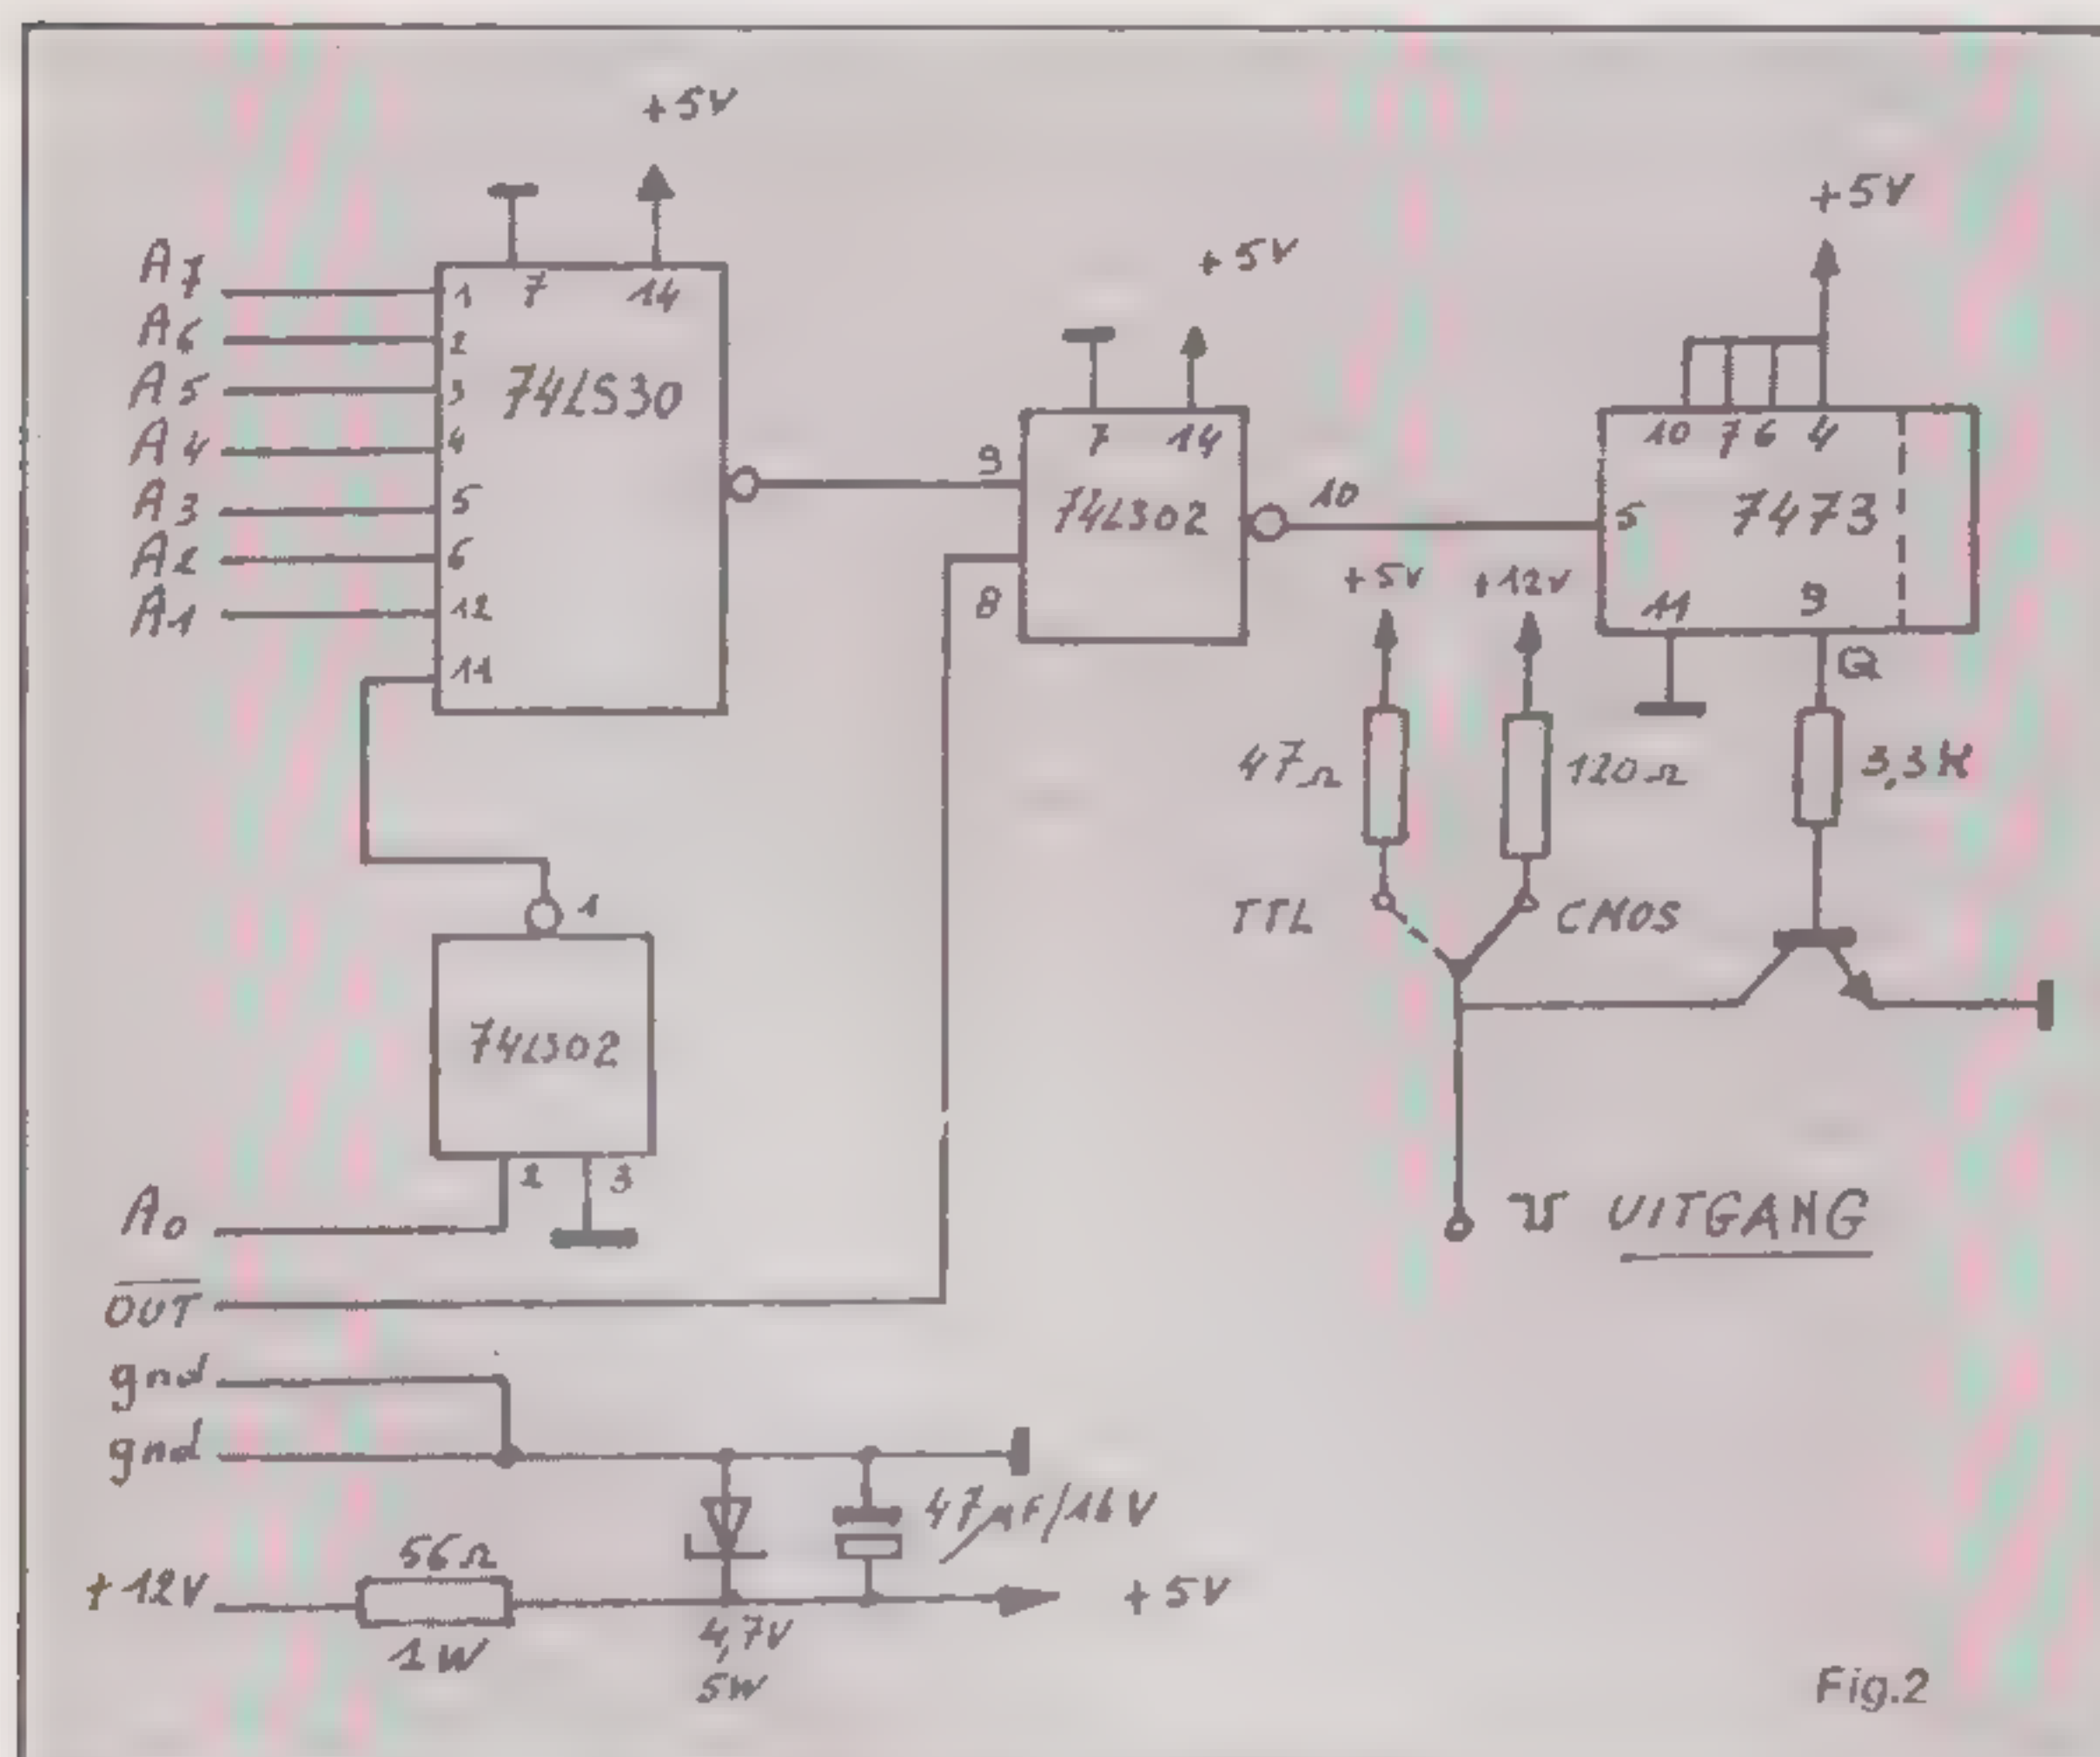 +5V
+5V
+5V
A7
A6
A5
A4
A3
A2
A1
1
2
3
4
5
6
12
11
7 14
74LS30
9
8
7 14
74LS02
10
10 7 6 4
5
7473
11 9
Q
+5V +12V
47Ω
120Ω
3,3K
TTL
CMOS
1
74LS02
2 3
A0
OUT
UITGANG
gnd
gnd
47µF/16V
56Ω
+12V
+5V
1W
4,7V
5W
Fig.2